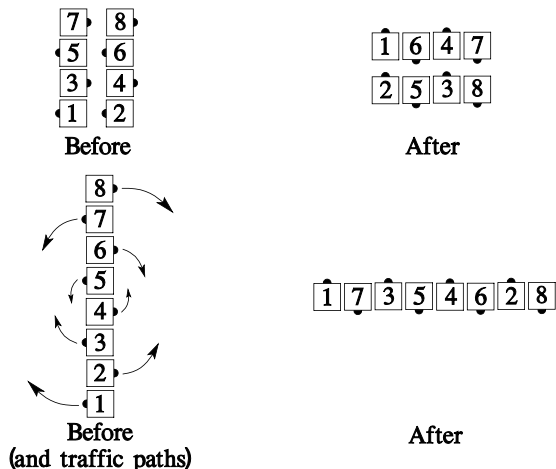 7 8
5 6
3 4
1 2
Before
1 6 4 7
2 5 3 8
After
8
7
6
5
4
3
2
1
Before
(and traffic paths)
1 7 3 5 4 6 2 8
After